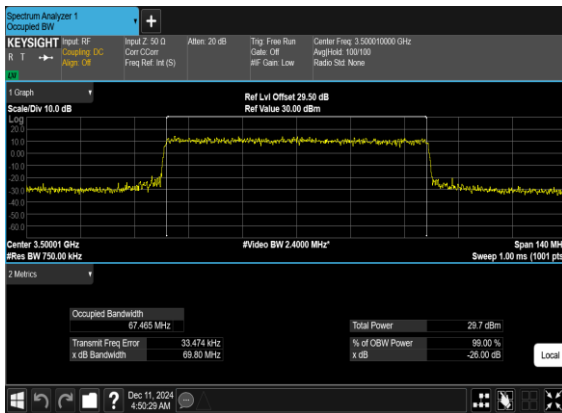 Spectrum Analyzer 1
Occupied BW
KEYSIGHT
R T
Input: RF
Coupling: DC
Align: Off
Input Z: 50 Ω
Corr CCorr
Freq Ref: Int (S)
Atten: 20 dB
Trig: Free Run
Gate: Off
#IF Gain: Low
Center Freq: 3.500010000 GHz
Avg|Hold: 100/100
Radio Std: None
1 Graph
Scale/Div 10.0 dB
Ref Lvl Offset 29.50 dB
Ref Value 30.00 dBm
Log
20.0
10.0
0.00
-10.0
-20.0
-30.0
-40.0
-50.0
-60.0
Center 3.50001 GHz
#Res BW 750.00 kHz
#Video BW 2.4000 MHz*
Span 140 MH
Sweep 1.00 ms (1001 pts
2 Metrics
Occupied Bandwidth
67.465 MHz
Transmit Freq Error 33.474 kHz
x dB Bandwidth 69.80 MHz
Total Power 29.7 dBm
% of OBW Power 99.00 %
x dB -26.00 dB
Local
?
Dec 11, 2024
4:50:29 AM